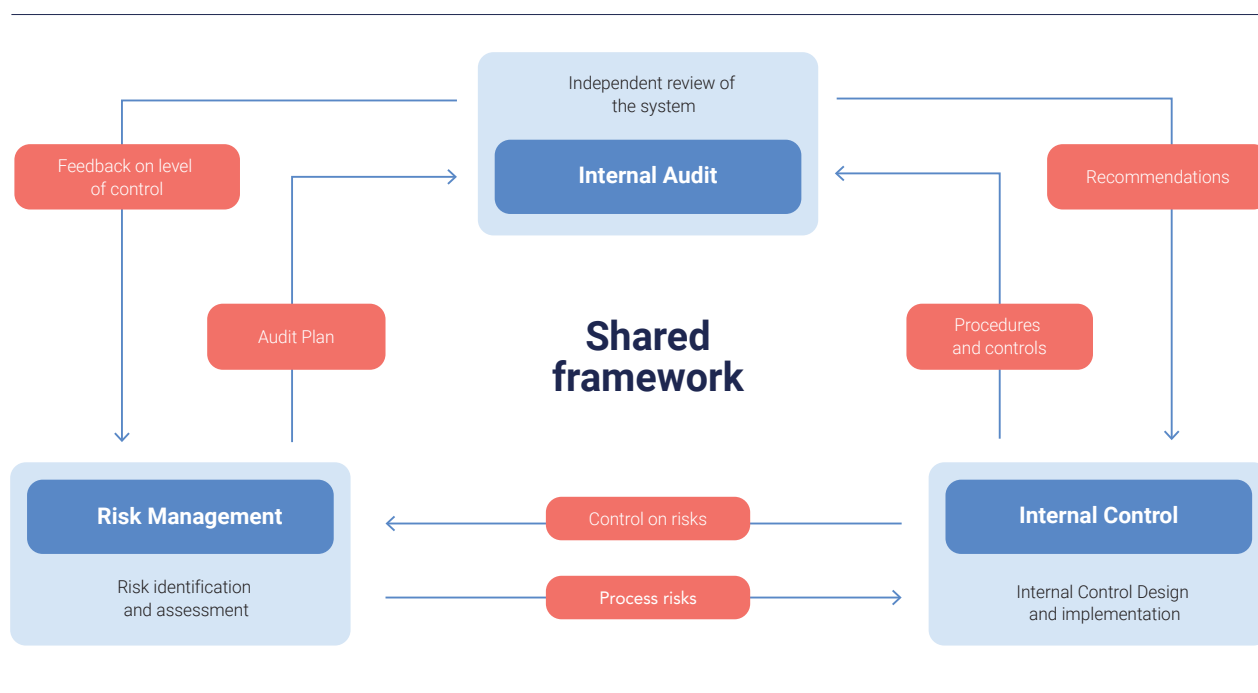 Independent review of
the system
Internal Audit
Feedback on level
of control
Recommendations
Audit Plan
Shared
framework
Procedures
and controls
Risk Management
Risk identification
and assessment
Control on risks
Process risks
Internal Control
Internal Control Design
and implementation